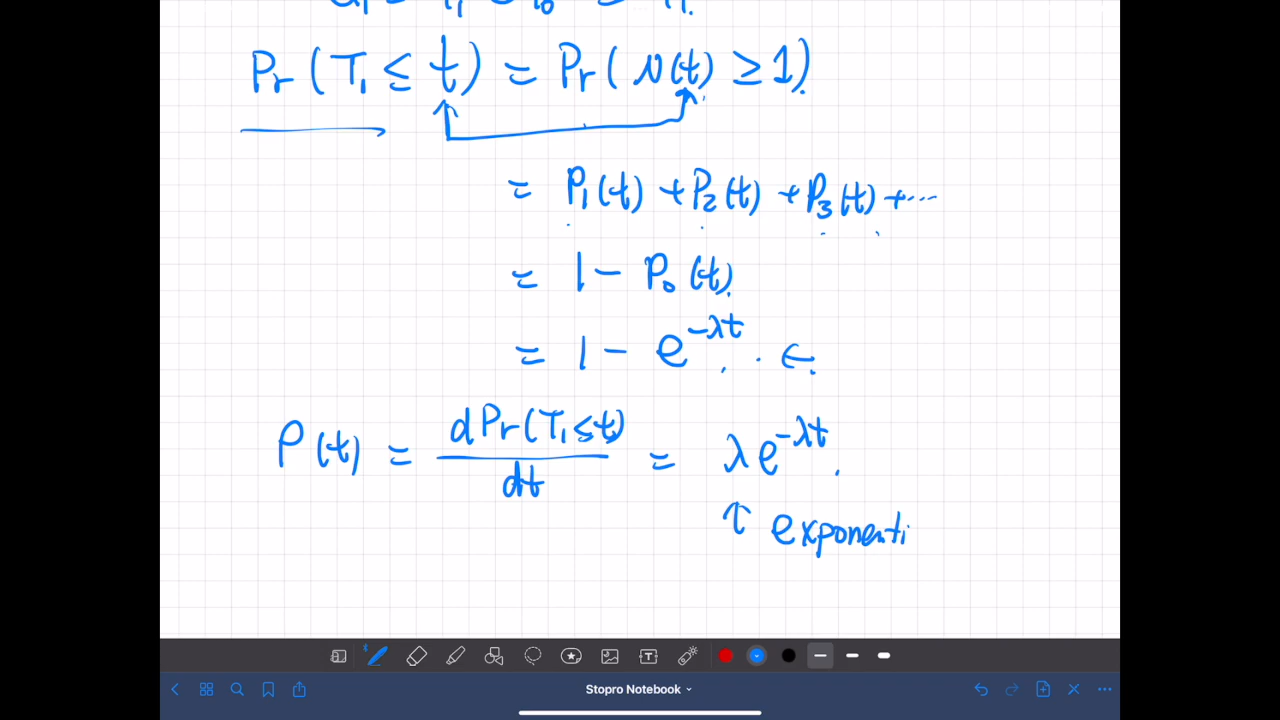 Pr(T₁ ≤ t) = Pr( N(t) ≥ 1)
= P₁(t) + P₂(t) + P₃(t) + ...
= 1 - P₀(t)
= 1 - e^{-λt} . ←
P(t) = dPr(T₁≤t)/dt = λe^{-λt} .
↑ exponenti
Stopro Notebook